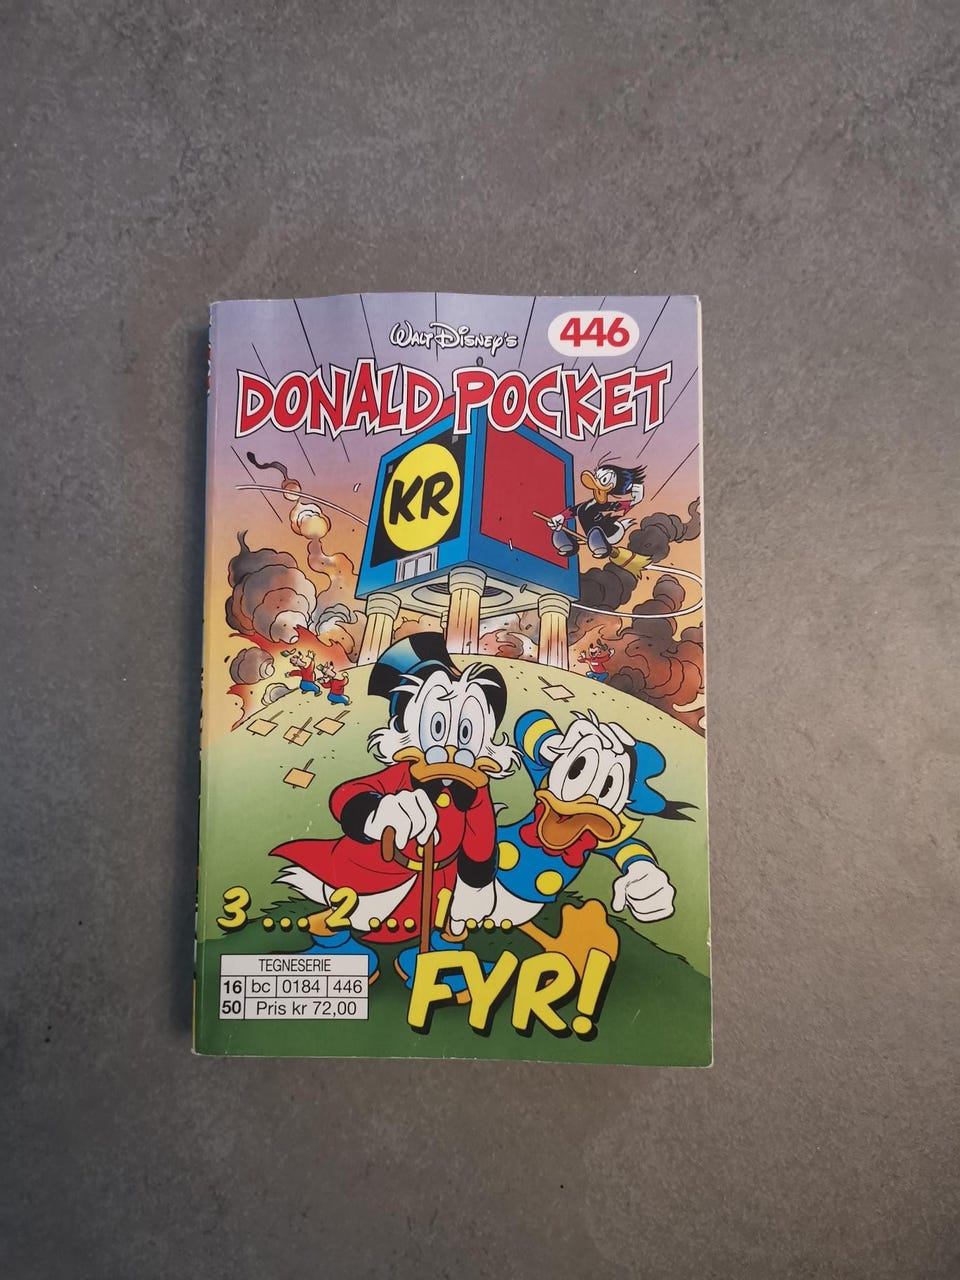 WALT DISNEY'S
446
DONALD POCKET
KR
3... 2... 1...
FYR!
TEGNESERIE
16 bc 0184 446
50 Pris kr 72,00